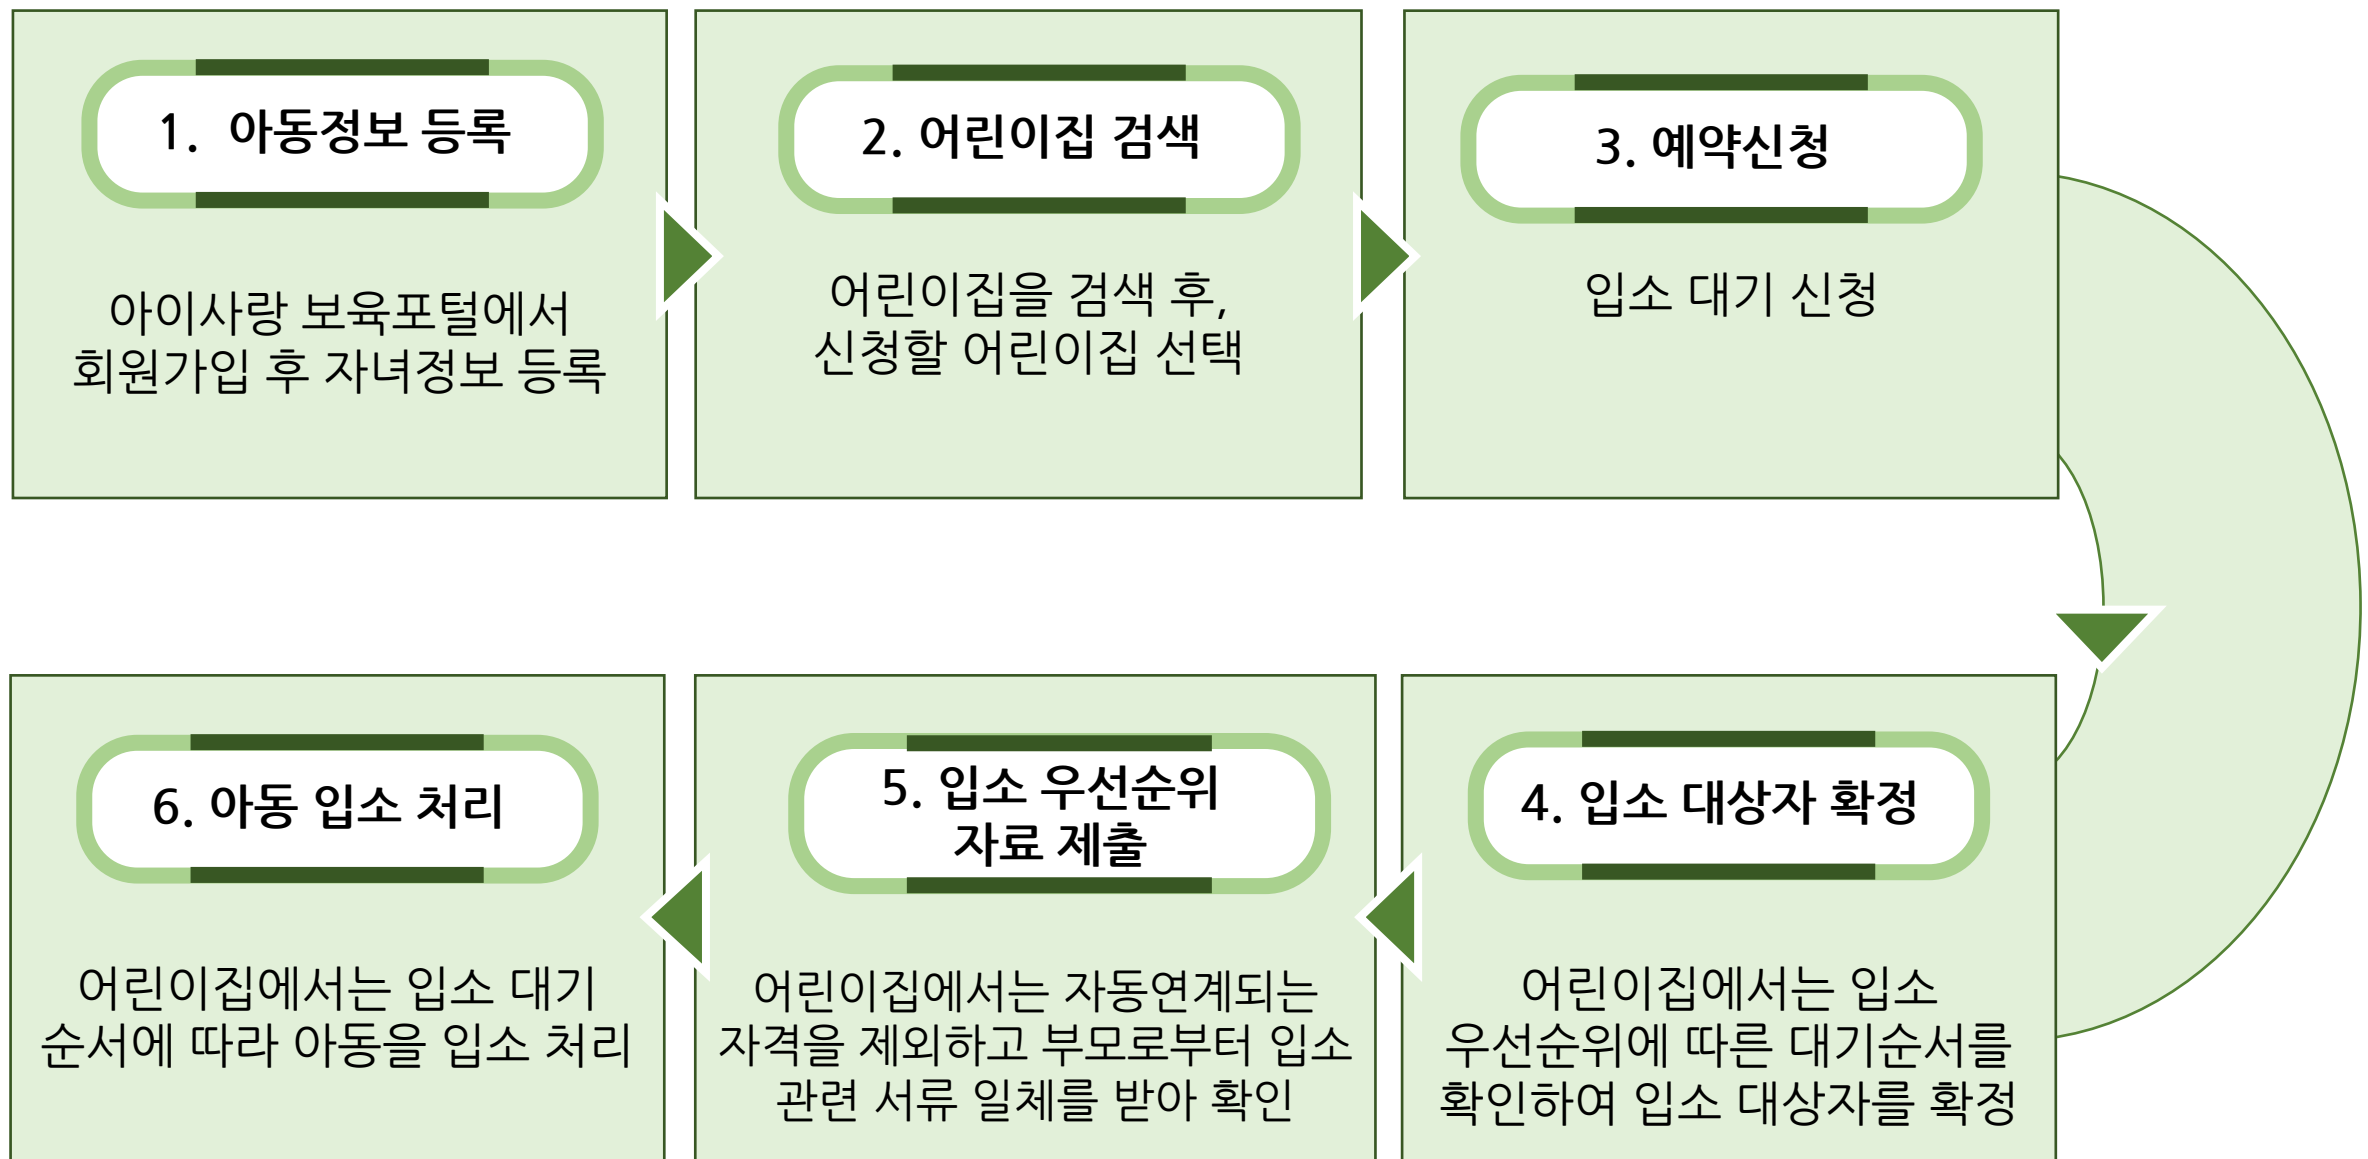 1. 아동정보 등록
아이사랑 보육포털에서
회원가입 후 자녀정보 등록
2. 어린이집 검색
어린이집을 검색 후,
신청할 어린이집 선택
3. 예약신청
입소 대기 신청
4. 입소 대상자 확정
어린이집에서는 입소
우선순위에 따른 대기순서를
확인하여 입소 대상자를 확정
5. 입소 우선순위
자료 제출
어린이집에서는 자동연계되는
자격을 제외하고 부모로부터 입소
관련 서류 일체를 받아 확인
6. 아동 입소 처리
어린이집에서는 입소 대기
순서에 따라 아동을 입소 처리